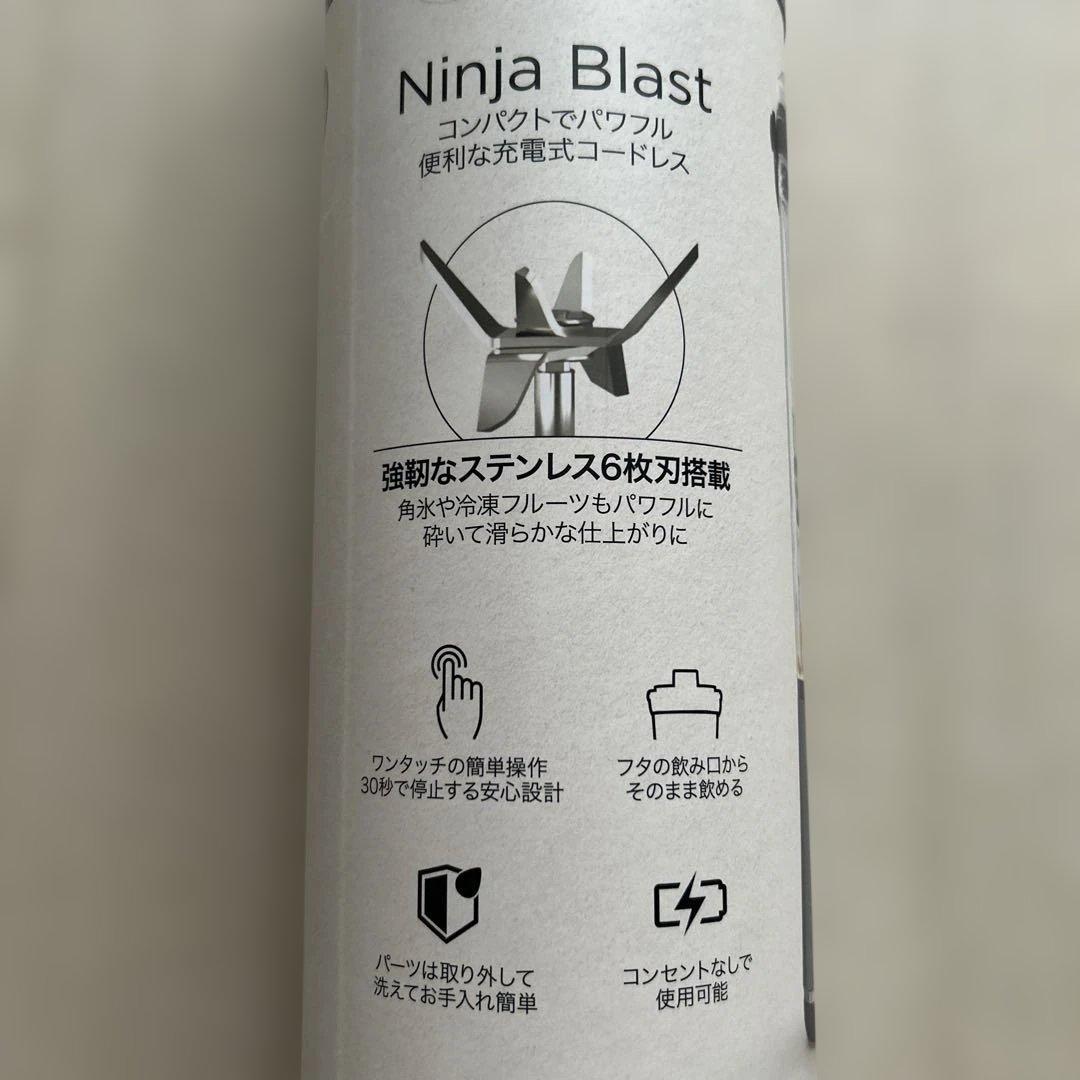 Ninja Blast
コンパクトでパワフル
便利な充電式コードレス
強靭なステンレス6枚刃搭載
角氷や冷凍フルーツもパワフルに
砕いて滑らかな仕上がりに
ワンタッチの簡単操作
30秒で停止する安心設計
フタの飲み口から
そのまま飲める
パーツは取り外して
洗えてお手入れ簡単
コンセントなしで
使用可能